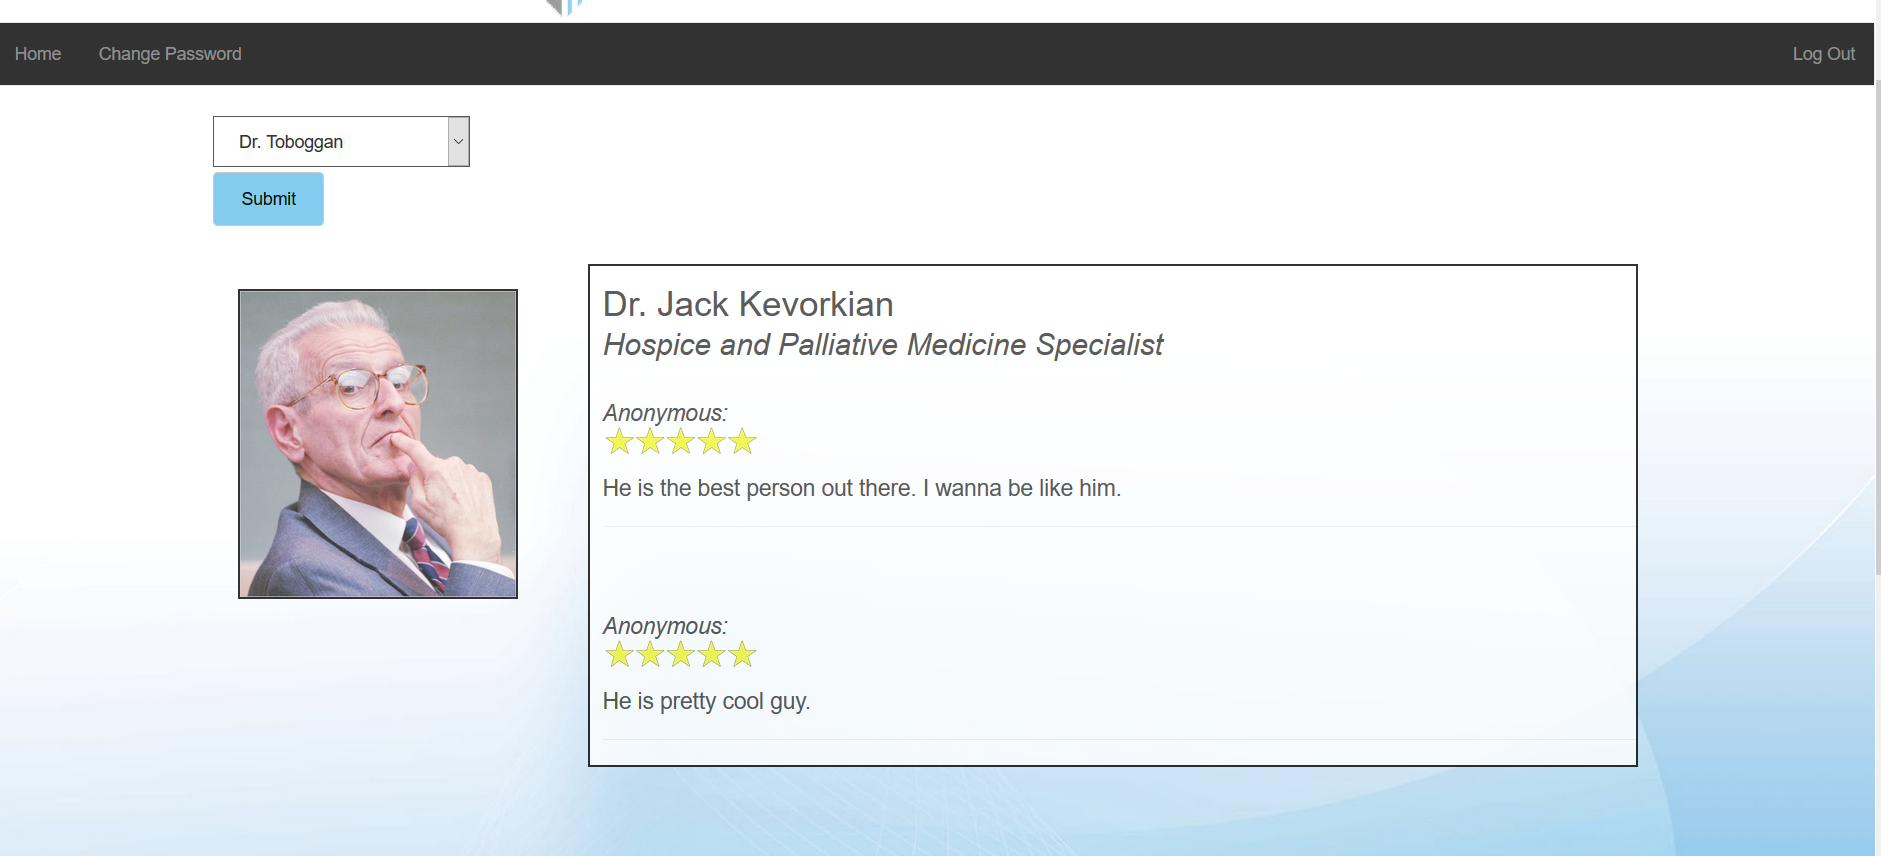 Home Change Password Log Out
Dr. Toboggan
Submit
Dr. Jack Kevorkian
Hospice and Palliative Medicine Specialist
Anonymous:
He is the best person out there. I wanna be like him.
Anonymous:
He is pretty cool guy.